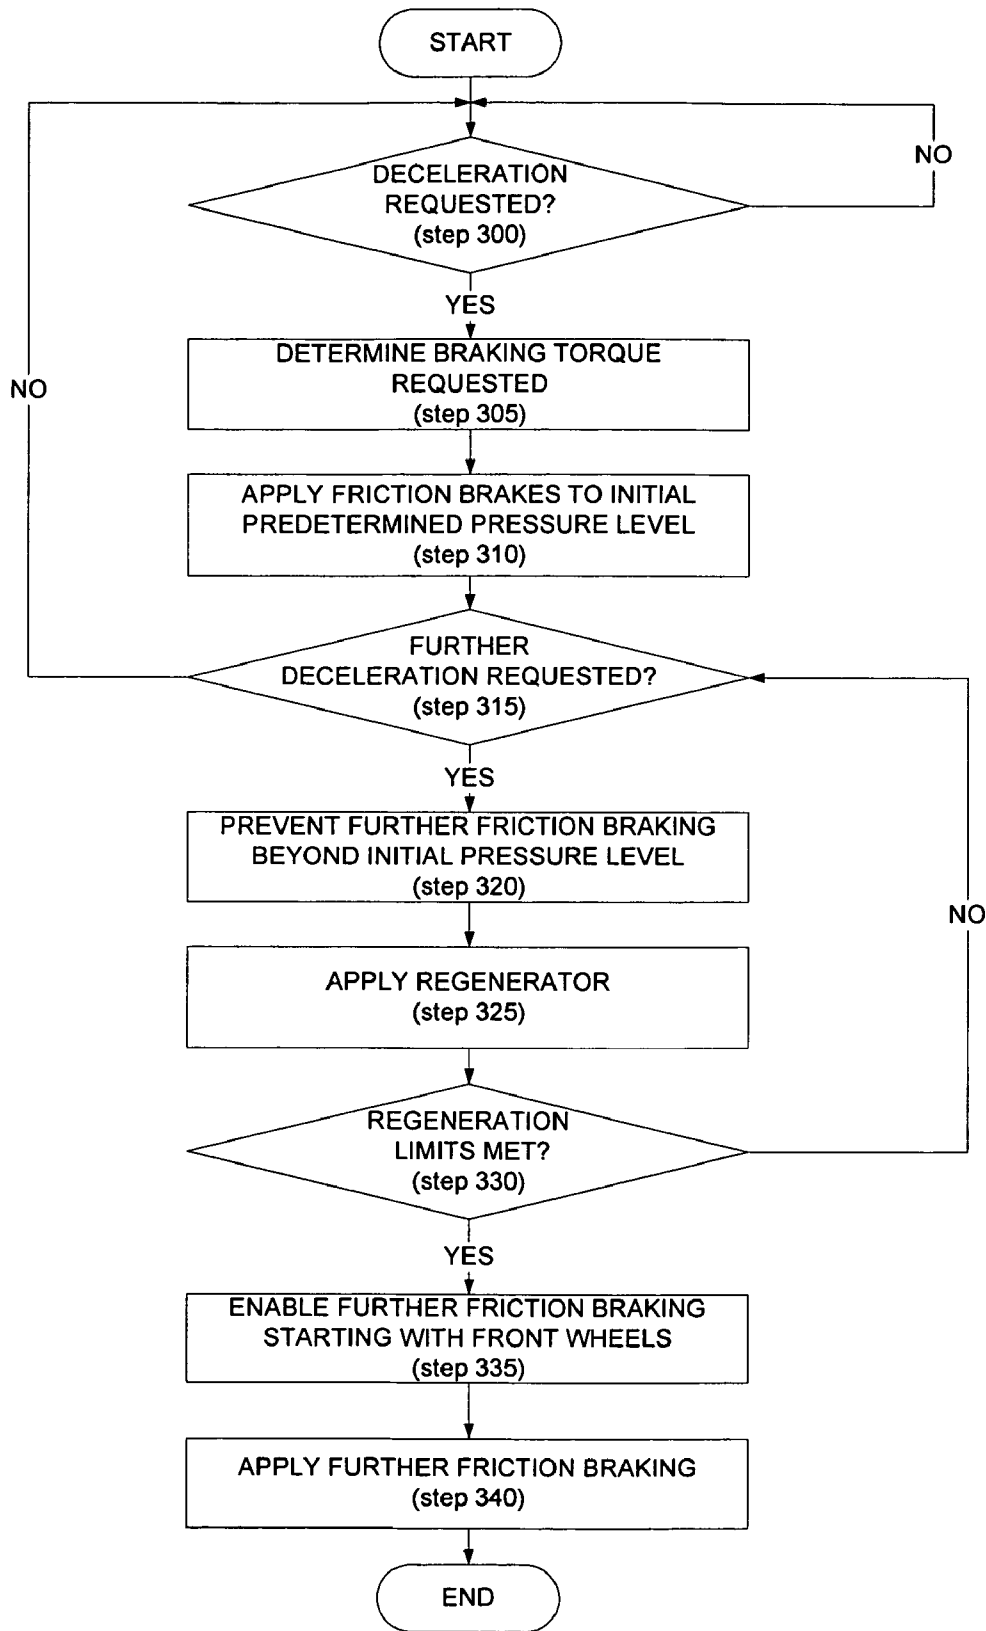 START
NO
DECELERATION
REQUESTED?
(step 300)
YES
DETERMINE BRAKING TORQUE
REQUESTED
(step 305)
NO
APPLY FRICTION BRAKES TO INITIAL
PREDETERMINED PRESSURE LEVEL
(step 310)
FURTHER
DECELERATION REQUESTED?
(step 315)
YES
PREVENT FURTHER FRICTION BRAKING
BEYOND INITIAL PRESSURE LEVEL
(step 320)
NO
APPLY REGENERATOR
(step 325)
REGENERATION
LIMITS MET?
(step 330)
YES
ENABLE FURTHER FRICTION BRAKING
STARTING WITH FRONT WHEELS
(step 335)
APPLY FURTHER FRICTION BRAKING
(step 340)
END